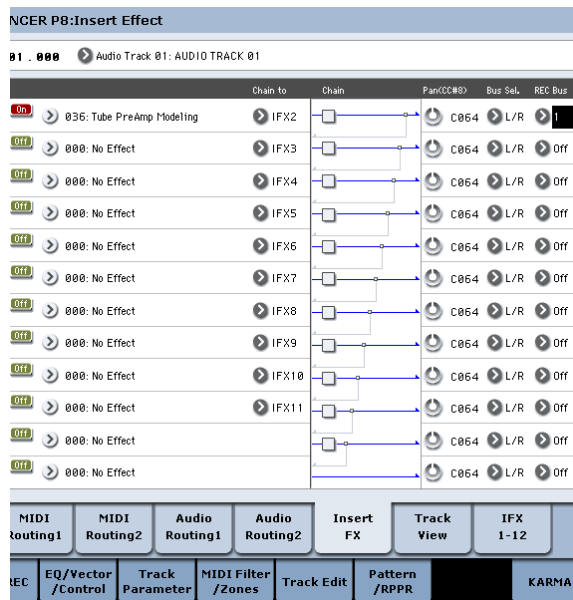 NCER P8:Insert Effect
01 . 000 Audio Track 01: AUDIO TRACK 01
Chain to Chain Pan(CC#8) Bus Sel. REC Bus
On 036: Tube PreAmp Modeling IFX2 C064 L/R 1
Off 000: No Effect IFX3 C064 L/R Off
Off 000: No Effect IFX4 C064 L/R Off
Off 000: No Effect IFX5 C064 L/R Off
Off 000: No Effect IFX6 C064 L/R Off
Off 000: No Effect IFX7 C064 L/R Off
Off 000: No Effect IFX8 C064 L/R Off
Off 000: No Effect IFX9 C064 L/R Off
Off 000: No Effect IFX10 C064 L/R Off
Off 000: No Effect IFX11 C064 L/R Off
Off 000: No Effect C064 L/R Off
Off 000: No Effect C064 L/R Off
MIDI MIDI Audio Audio Insert Track IFX
Routing1 Routing2 Routing1 Routing2 FX View 1-12
REC EQ/Vector Track MIDI Filter Track Edit Pattern KARMA
/Control Parameter /Zones /RPPR